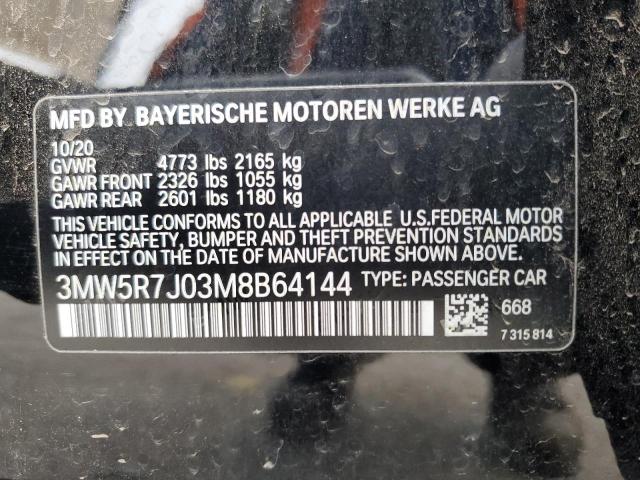 MFD BY BAYERISCHE MOTOREN WERKE AG
10/20
GVWR 4773 lbs 2165 kg
GAWR FRONT 2326 lbs 1055 kg
GAWR REAR 2601 lbs 1180 kg
THIS VEHICLE CONFORMS TO ALL APPLICABLE U.S.FEDERAL MOTOR
VEHICLE SAFETY, BUMPER AND THEFT PREVENTION STANDARDS
IN EFFECT ON THE DATE OF MANUFACTURE SHOWN ABOVE.
3MW5R7J03M8B64144 TYPE: PASSENGER CAR
668
7 315 814